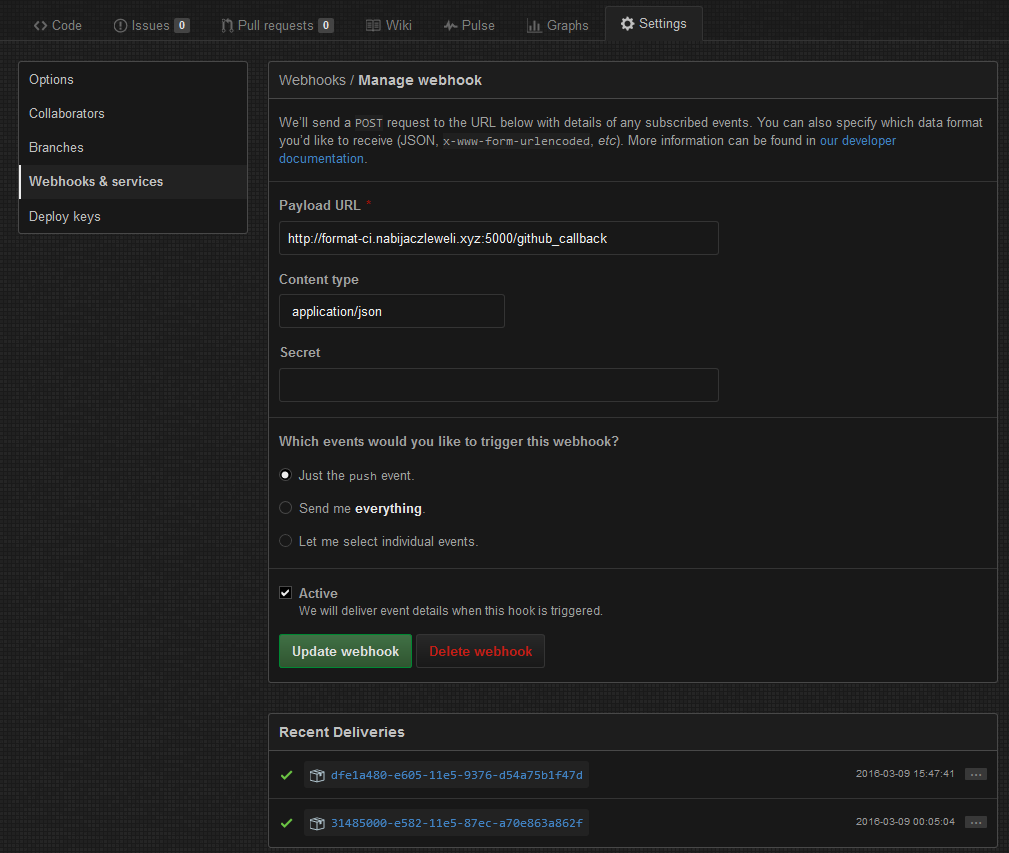 Code Issues 0 Pull requests 0 Wiki Pulse Graphs Settings
Options
Collaborators
Branches
Webhooks & services
Deploy keys
Webhooks / Manage webhook
We'll send a POST request to the URL below with details of any subscribed events. You can also specify which data format
you'd like to receive (JSON, x-www-form-urlencoded, etc). More information can be found in our developer
documentation.
Payload URL *
http://format-ci.nabijaczleweli.xyz:5000/github_callback
Content type
application/json
Secret
Which events would you like to trigger this webhook?
Just the push event.
Send me everything.
Let me select individual events.
Active
We will deliver event details when this hook is triggered.
Update webhook Delete webhook
Recent Deliveries
dfe1a480-e605-11e5-9376-d54a75b1f47d 2016-03-09 15:47:41 ...
31485000-e582-11e5-87ec-a70e863a862f 2016-03-09 00:05:04 ...